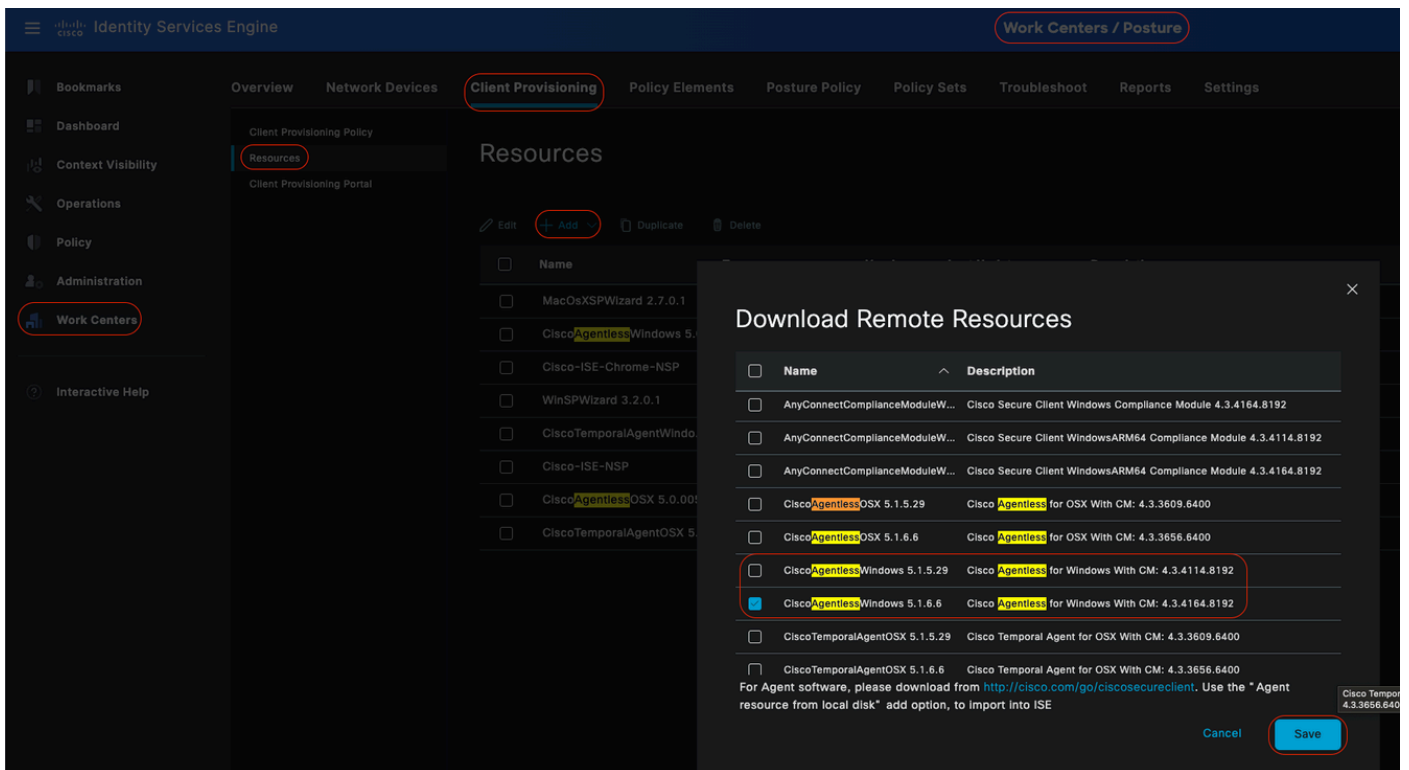 cisco Identity Services Engine
Work Centers / Posture
Bookmarks
Dashboard
Context Visibility
Operations
Policy
Administration
Work Centers
Interactive Help
Overview Network Devices Client Provisioning Policy Elements Posture Policy Policy Sets Troubleshoot Reports Settings
Client Provisioning Policy
Resources
Client Provisioning Portal
Resources
Edit Add Duplicate Delete
Name
MacOsXSPWizard 2.7.0.1
CiscoAgentlessWindows 5.
Cisco-ISE-Chrome-NSP
WinSPWizard 3.2.0.1
CiscoTemporalAgentWindo
Cisco-ISE-NSP
CiscoAgentlessOSX 5.0.005
CiscoTemporalAgentOSX 5.
Download Remote Resources
Name Description
AnyConnectComplianceModuleW... Cisco Secure Client Windows Compliance Module 4.3.4164.8192
AnyConnectComplianceModuleW... Cisco Secure Client WindowsARM64 Compliance Module 4.3.4114.8192
AnyConnectComplianceModuleW... Cisco Secure Client WindowsARM64 Compliance Module 4.3.4164.8192
CiscoAgentlessOSX 5.1.5.29 Cisco Agentless for OSX With CM: 4.3.3609.6400
CiscoAgentlessOSX 5.1.6.6 Cisco Agentless for OSX With CM: 4.3.3656.6400
CiscoAgentlessWindows 5.1.5.29 Cisco Agentless for Windows With CM: 4.3.4114.8192
CiscoAgentlessWindows 5.1.6.6 Cisco Agentless for Windows With CM: 4.3.4164.8192
CiscoTemporalAgentOSX 5.1.5.29 Cisco Temporal Agent for OSX With CM: 4.3.3609.6400
CiscoTemporalAgentOSX 5.1.6.6 Cisco Temporal Agent for OSX With CM: 4.3.3656.6400
For Agent software, please download from http://cisco.com/go/ciscosecureclient. Use the "Agent
resource from local disk" add option, to import into ISE
Cisco Tempor
4.3.3656.640
Cancel Save